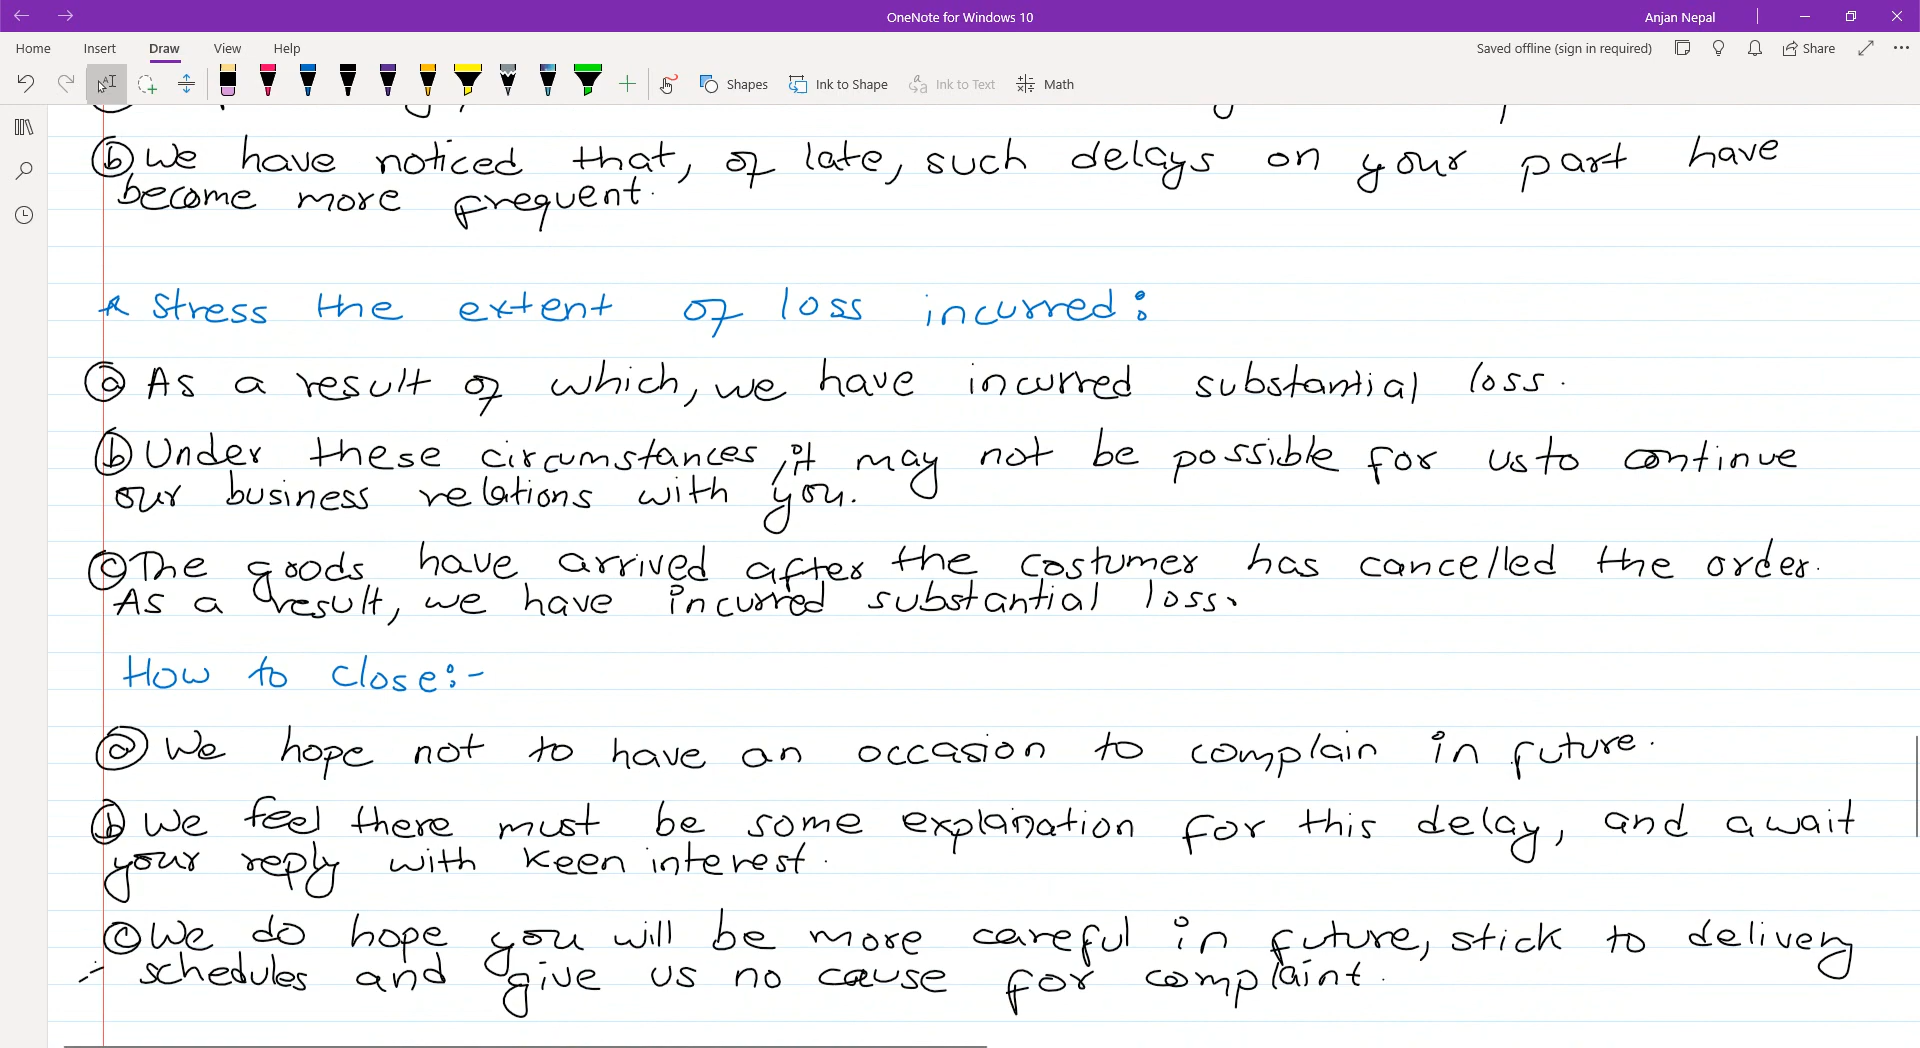 OneNote for Windows 10
Anjan Nepal
Home Insert Draw View Help
Saved offline (sign in required)
Share
Shapes Ink to Shape Ink to Text Math
ⓑ We have noticed that, of late, such delays on your part have
become more frequent.
* Stress the extent of loss incurred:
ⓐ As a result of which, we have incurred substantial loss.
ⓑ Under these circumstances, it may not be possible for us to continue
our business relations with you.
ⓒ The goods have arrived after the costumer has cancelled the order.
As a result, we have incurred substantial loss.
How to close:-
ⓐ We hope not to have an occasion to complain in future.
ⓑ We feel there must be some explanation for this delay, and await
your reply with keen interest.
ⓒ We do hope you will be more careful in future, stick to delivery
schedules and give us no cause for complaint.